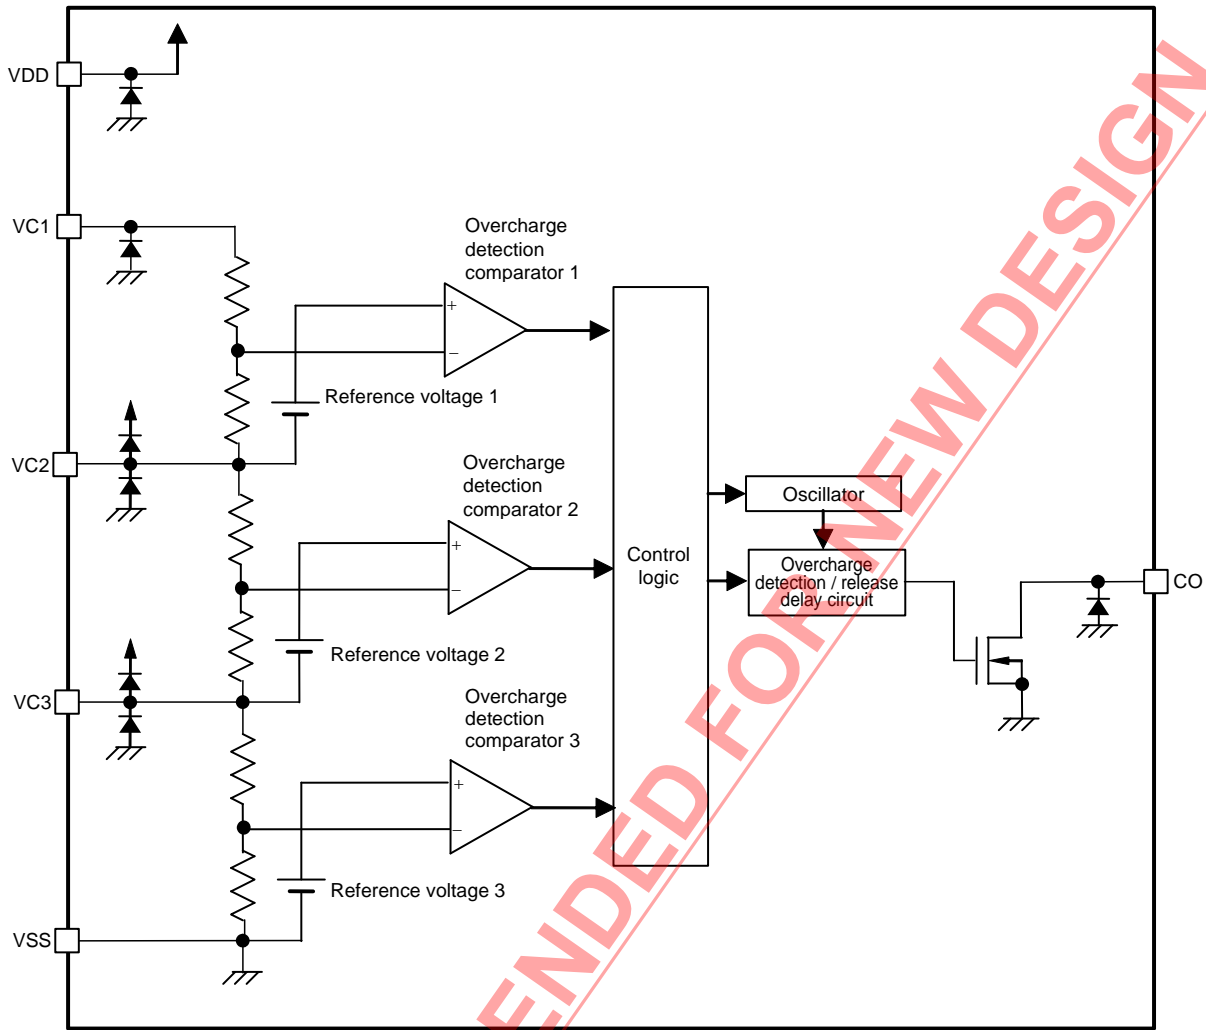 VDD
VC1
Overcharge
detection
comparator 1
+
−
Reference voltage 1
VC2
Overcharge
detection
comparator 2
+
−
Reference voltage 2
Oscillator
Control
logic
Overcharge
detection / release
delay circuit
CO
VC3
Overcharge
detection
comparator 3
+
−
Reference voltage 3
VSS
ENDED FOR NEW DESIGN